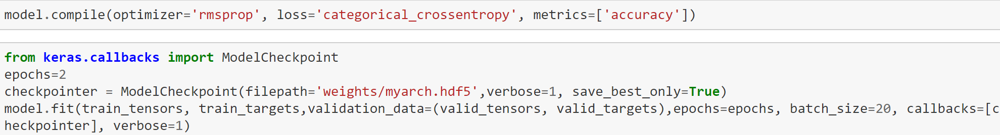 model.compile(optimizer='rmsprop', loss='categorical_crossentropy', metrics=['accuracy'])
from keras.callbacks import ModelCheckpoint
epochs=2
checkpointer = ModelCheckpoint(filepath='weights/myarch.hdf5',verbose=1, save_best_only=True)
model.fit(train_tensors, train_targets,validation_data=(valid_tensors, valid_targets),epochs=epochs, batch_size=20, callbacks=[c
heckpointer], verbose=1)